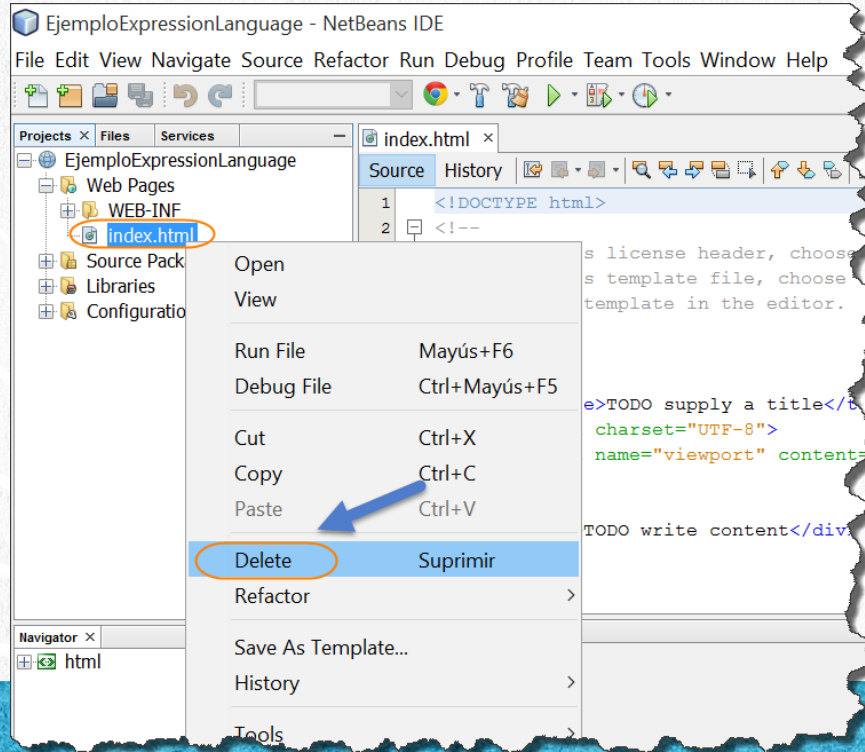 EjemploExpressionLanguage - NetBeans IDE
File Edit View Navigate Source Refactor Run Debug Profile Team Tools Window Help
Projects × Files Services
index.html ×
EjemploExpressionLanguage
Web Pages
WEB-INF
index.html
Source Pack
Libraries
Configuratio
Source History
1 <!DOCTYPE html>
2 <!--
s license header, choose
s template file, choose
template in the editor.
e>TODO supply a title</t
charset="UTF-8">
name="viewport" content=
TODO write content</div
Open
View
Run File Mayús+F6
Debug File Ctrl+Mayús+F5
Cut Ctrl+X
Copy Ctrl+C
Paste Ctrl+V
Delete Suprimir
Refactor
Save As Template...
History
Tools
Navigator ×
html